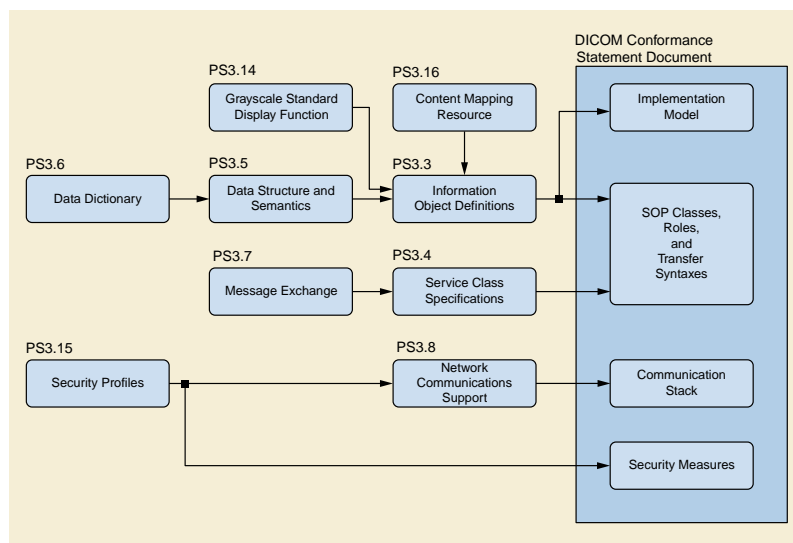 DICOM Conformance
Statement Document
PS3.14
Grayscale Standard
Display Function
PS3.16
Content Mapping
Resource
Implementation
Model
PS3.6
Data Dictionary
PS3.5
Data Structure and
Semantics
PS3.3
Information
Object Definitions
SOP Classes,
Roles,
and
Transfer
Syntaxes
PS3.7
Message Exchange
PS3.4
Service Class
Specifications
PS3.15
Security Profiles
PS3.8
Network
Communications
Support
Communication
Stack
Security Measures